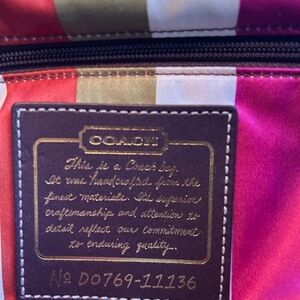 COACH
This is a Coach bag.
It was handcrafted from the
finest materials. Its superior
craftsmanship and attention to
detail reflect our commitment
to enduring quality.
No DO769-11136